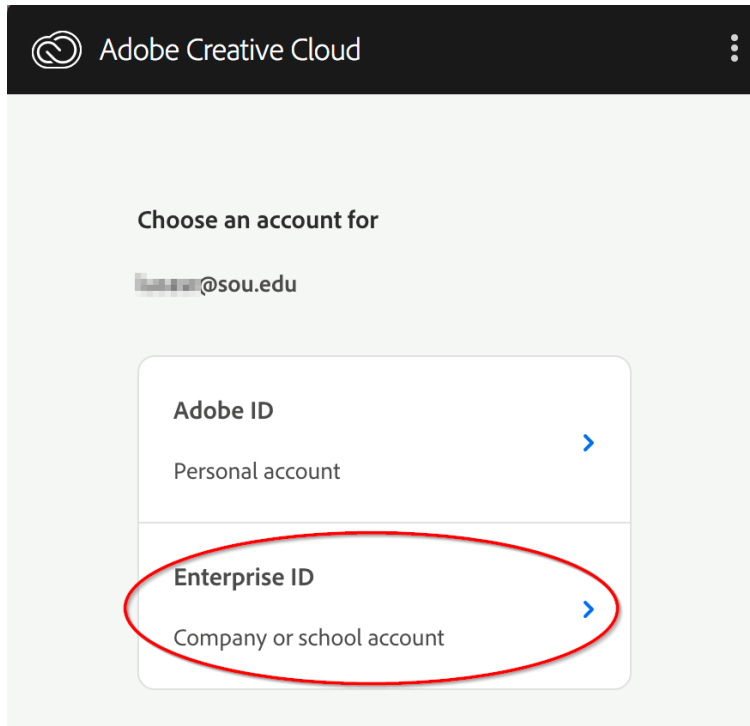 Adobe Creative Cloud
Choose an account for
@sou.edu
Adobe ID
Personal account
Enterprise ID
Company or school account